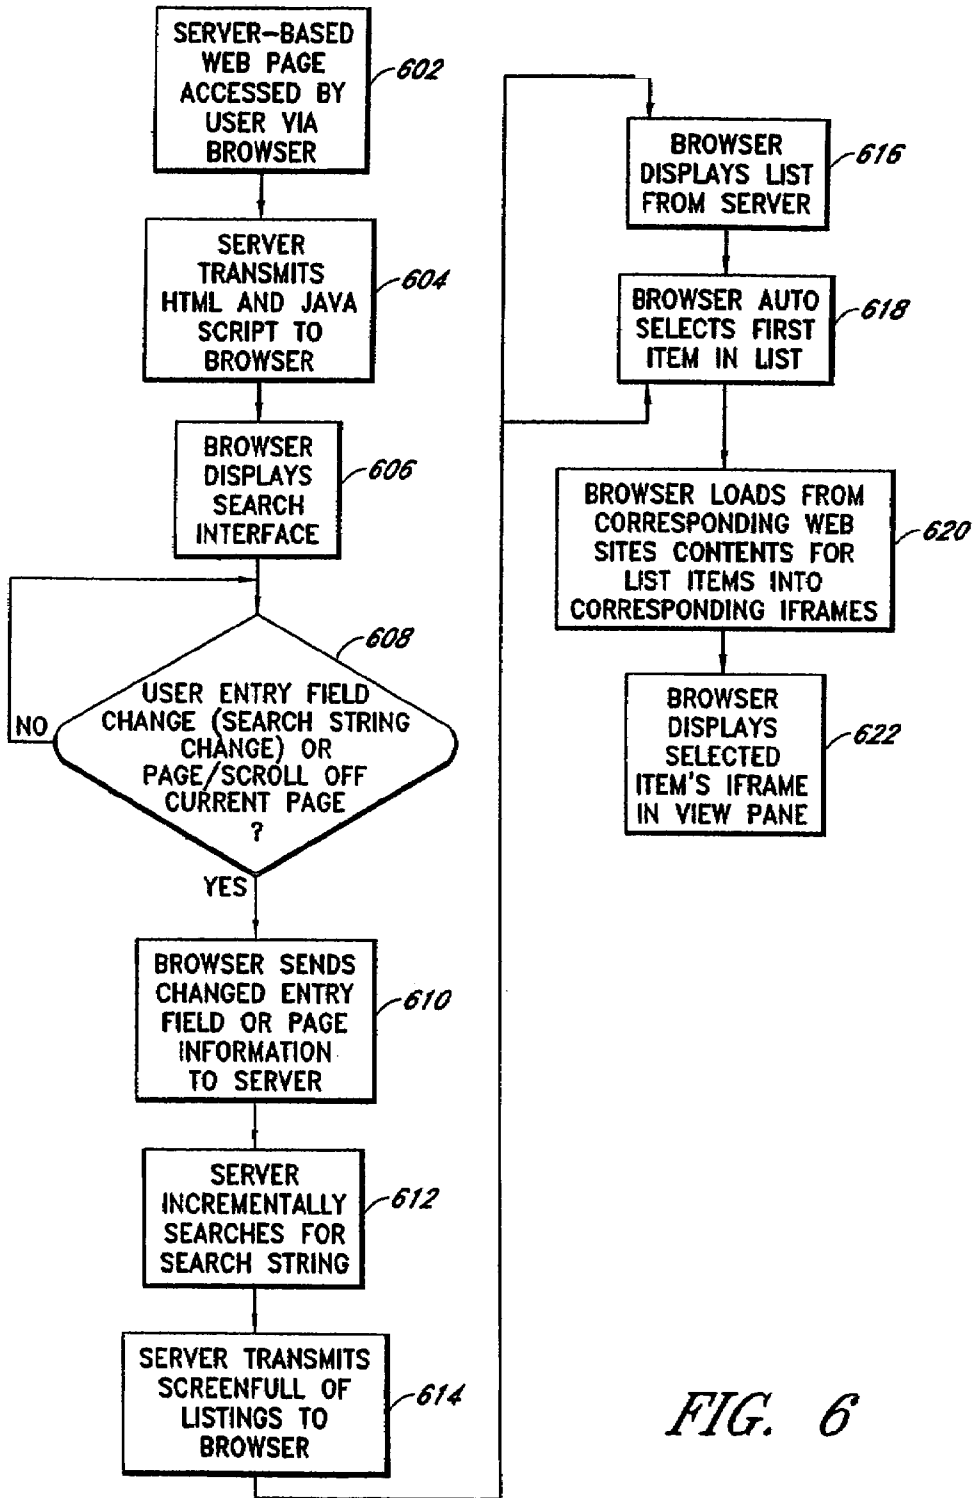 SERVER-BASED
WEB PAGE
ACCESSED BY
USER VIA
BROWSER
602
SERVER
TRANSMITS
HTML AND JAVA
SCRIPT TO
BROWSER
604
BROWSER
DISPLAYS
SEARCH
INTERFACE
606
608
USER ENTRY FIELD
CHANGE (SEARCH STRING
CHANGE) OR
PAGE/SCROLL OFF
CURRENT PAGE
?
NO
YES
BROWSER SENDS
CHANGED ENTRY
FIELD OR PAGE
INFORMATION
TO SERVER
610
SERVER
INCREMENTALLY
SEARCHES FOR
SEARCH STRING
612
SERVER TRANSMITS
SCREENFULL OF
LISTINGS TO
BROWSER
614
BROWSER
DISPLAYS LIST
FROM SERVER
616
BROWSER AUTO
SELECTS FIRST
ITEM IN LIST
618
BROWSER LOADS FROM
CORRESPONDING WEB
SITES CONTENTS FOR
LIST ITEMS INTO
CORRESPONDING IFRAMES
620
BROWSER
DISPLAYS
SELECTED
ITEM'S IFRAME
IN VIEW PANE
622
FIG. 6